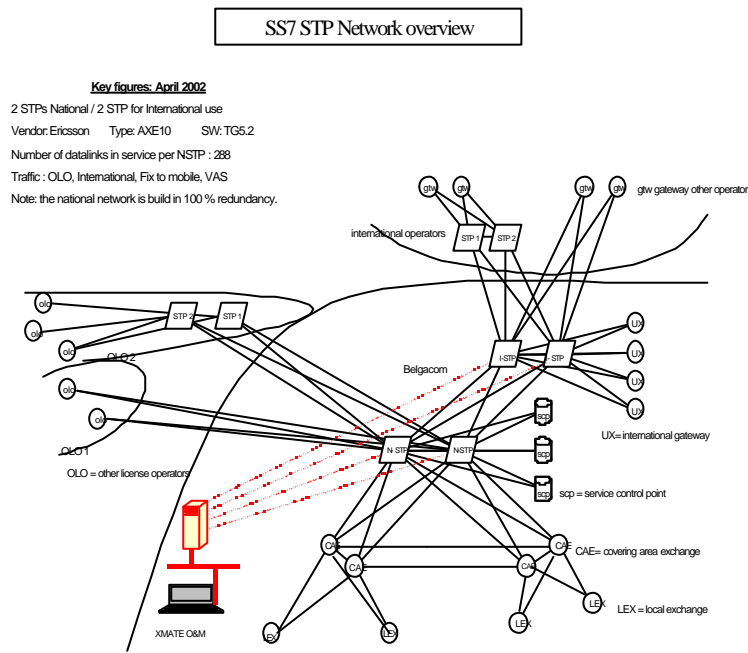 SS7 STP Network overview
Key figures: April 2002
2 STPs National / 2 STP for International use
Vendor: Ericsson Type: AXE10 SW: TG5.2
Number of datalinks in service per NSTP : 288
Traffic : OLO, International, Fix to mobile, VAS
Note: the national network is build in 100 % redundancy.
gtw gtw gtw gtw gtw gateway other operator
international operators STP 1 STP 2
olo
STP 2 STP 1
olo
UX
olo
OLO 2
I-STP I- STP
UX
Belgacom
UX
olo
UX
olo
scp
UX= international gateway
OLO 1
N- STP N-STP
scp
OLO = other license operators
scp
scp = service control point
CAE CAE
CAE= covering area exchange
CAE CAE
LEX
LEX = local exchange
LEX
XMATE O&M
LEX LEX